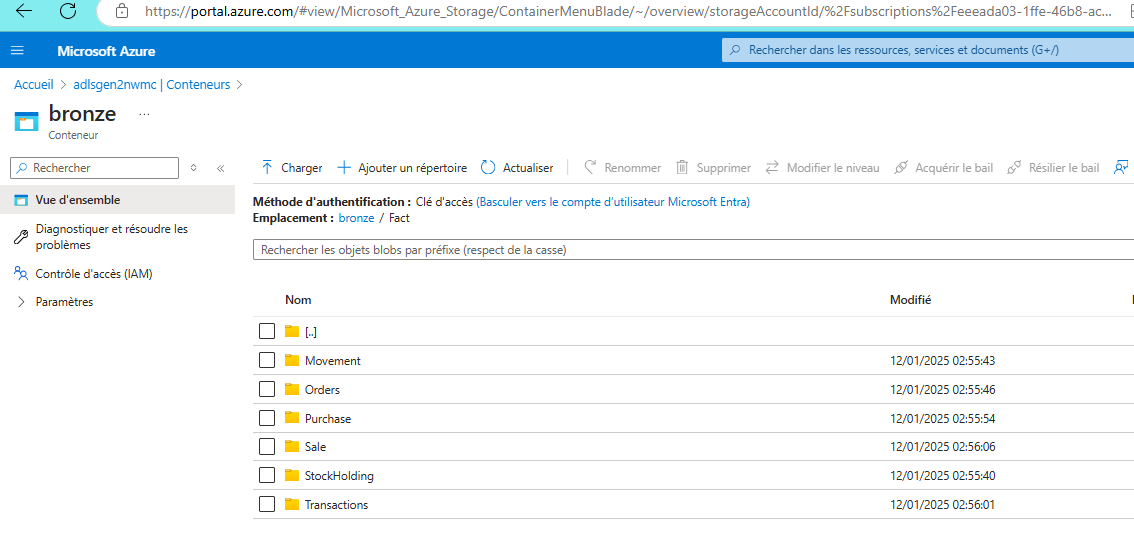 https://portal.azure.com/#view/Microsoft_Azure_Storage/ContainerMenuBlade/~/overview/storageAccountId/%2Fsubscriptions%2Feeeada03-1ffe-46b8-ac...
Microsoft Azure
Rechercher dans les ressources, services et documents (G+/)
Accueil > adlsgen2nwmc | Conteneurs >
bronze ...
Conteneur
Rechercher
Charger Ajouter un répertoire Actualiser Renommer Supprimer Modifier le niveau Acquérir le bail Résilier le bail
Vue d'ensemble
Diagnostiquer et résoudre les
problèmes
Contrôle d'accès (IAM)
Paramètres
Méthode d'authentification : Clé d'accès (Basculer vers le compte d'utilisateur Microsoft Entra)
Emplacement : bronze / Fact
Rechercher les objets blobs par préfixe (respect de la casse)
Nom Modifié
[..]
Movement 12/01/2025 02:55:43
Orders 12/01/2025 02:55:46
Purchase 12/01/2025 02:55:54
Sale 12/01/2025 02:56:06
StockHolding 12/01/2025 02:55:40
Transactions 12/01/2025 02:56:01